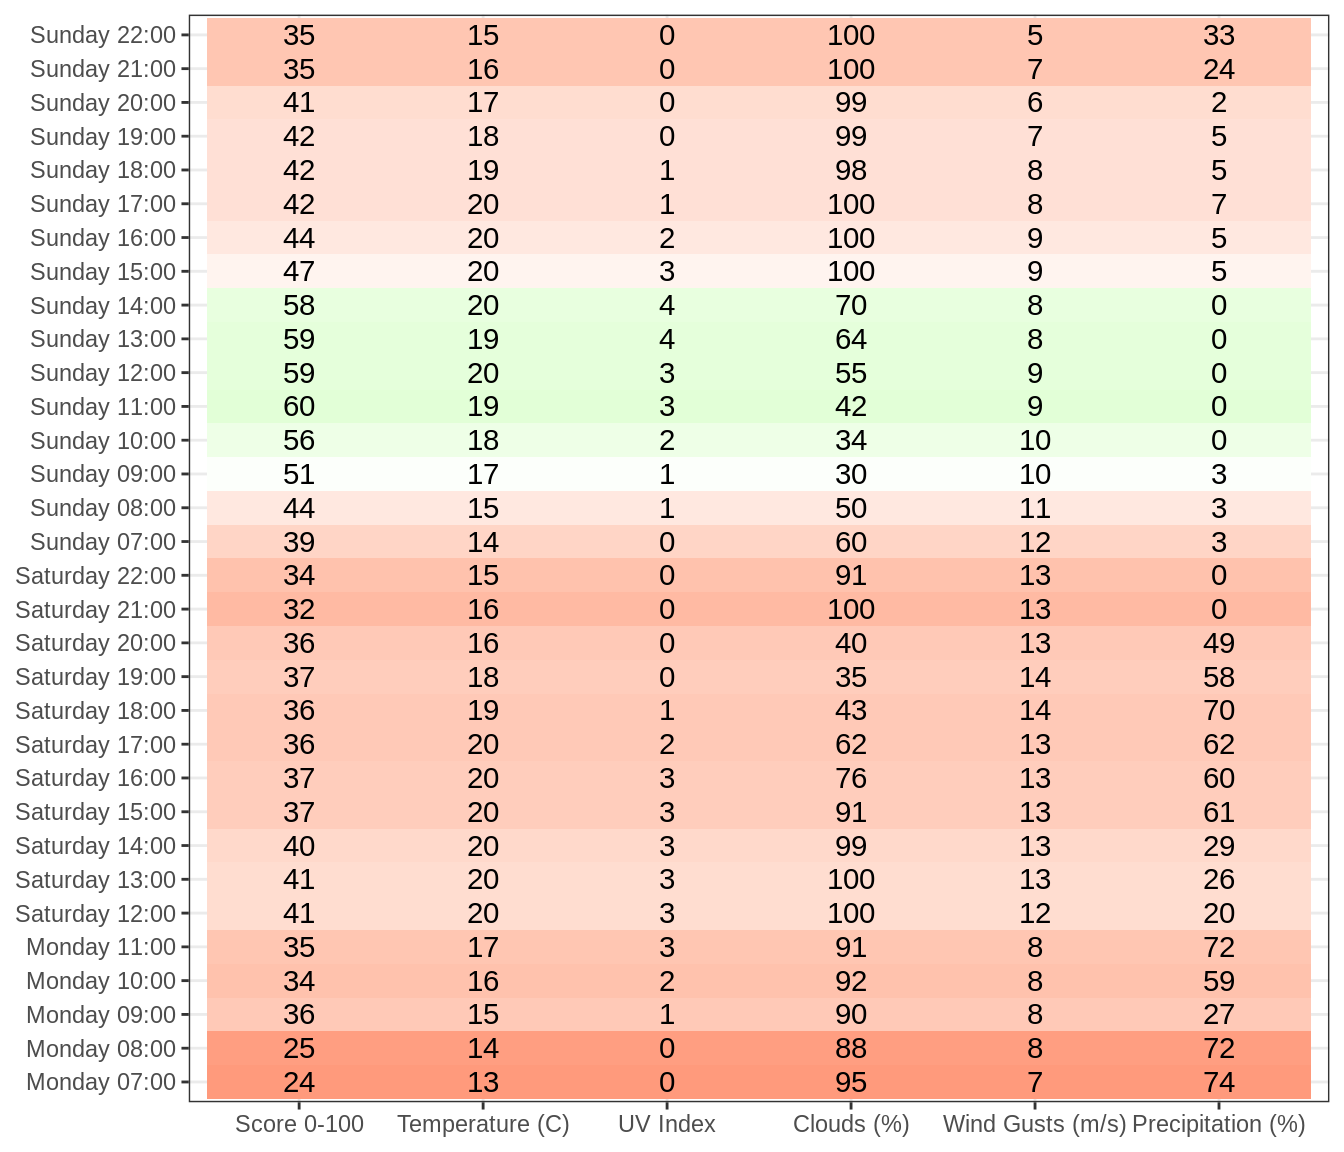 Sunday 22:00 35 15 0 100 5 33
Sunday 21:00 35 16 0 100 7 24
Sunday 20:00 41 17 0 99 6 2
Sunday 19:00 42 18 0 99 7 5
Sunday 18:00 42 19 1 98 8 5
Sunday 17:00 42 20 1 100 8 7
Sunday 16:00 44 20 2 100 9 5
Sunday 15:00 47 20 3 100 9 5
Sunday 14:00 58 20 4 70 8 0
Sunday 13:00 59 19 4 64 8 0
Sunday 12:00 59 20 3 55 9 0
Sunday 11:00 60 19 3 42 9 0
Sunday 10:00 56 18 2 34 10 0
Sunday 09:00 51 17 1 30 10 3
Sunday 08:00 44 15 1 50 11 3
Sunday 07:00 39 14 0 60 12 3
Saturday 22:00 34 15 0 91 13 0
Saturday 21:00 32 16 0 100 13 0
Saturday 20:00 36 16 0 40 13 49
Saturday 19:00 37 18 0 35 14 58
Saturday 18:00 36 19 1 43 14 70
Saturday 17:00 36 20 2 62 13 62
Saturday 16:00 37 20 3 76 13 60
Saturday 15:00 37 20 3 91 13 61
Saturday 14:00 40 20 3 99 13 29
Saturday 13:00 41 20 3 100 13 26
Saturday 12:00 41 20 3 100 12 20
Monday 11:00 35 17 3 91 8 72
Monday 10:00 34 16 2 92 8 59
Monday 09:00 36 15 1 90 8 27
Monday 08:00 25 14 0 88 8 72
Monday 07:00 24 13 0 95 7 74
Score 0-100 Temperature (C) UV Index Clouds (%) Wind Gusts (m/s) Precipitation (%)